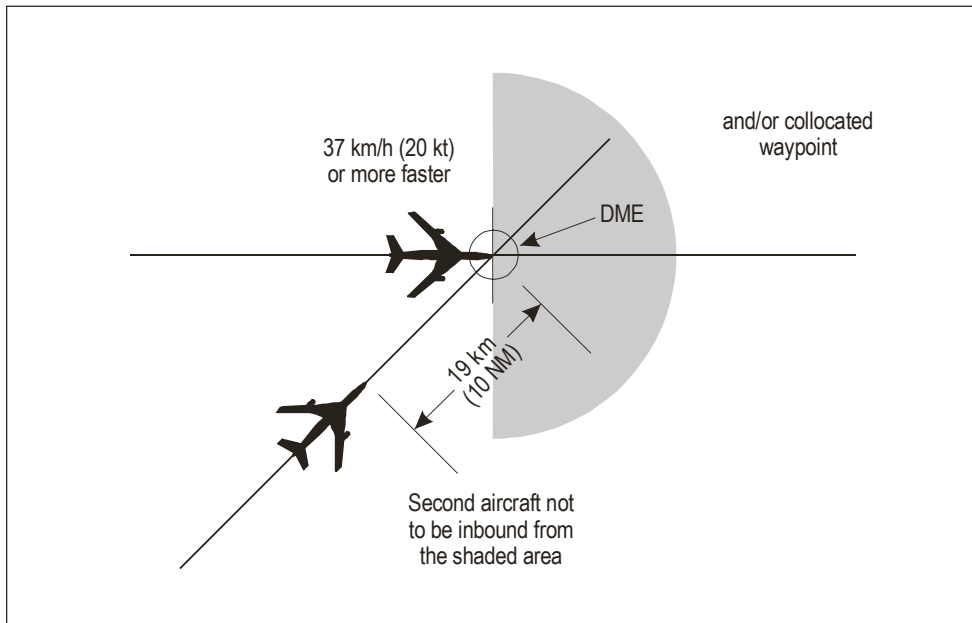 and/or collocated
waypoint
37 km/h (20 kt)
or more faster
DME
19 km
(10 NM)
Second aircraft not
to be inbound from
the shaded area